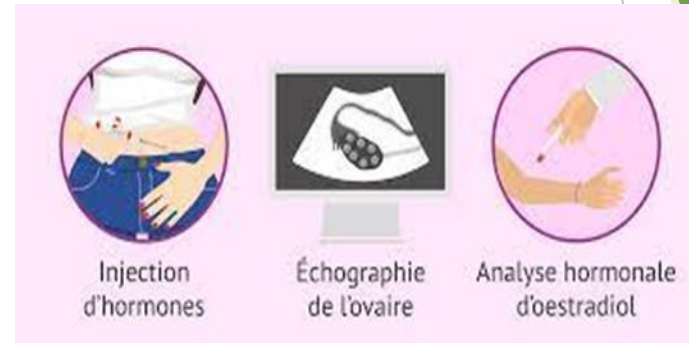 Injection
d'hormones
Échographie
de l'ovaire
Analyse hormonale
d'oestradiol